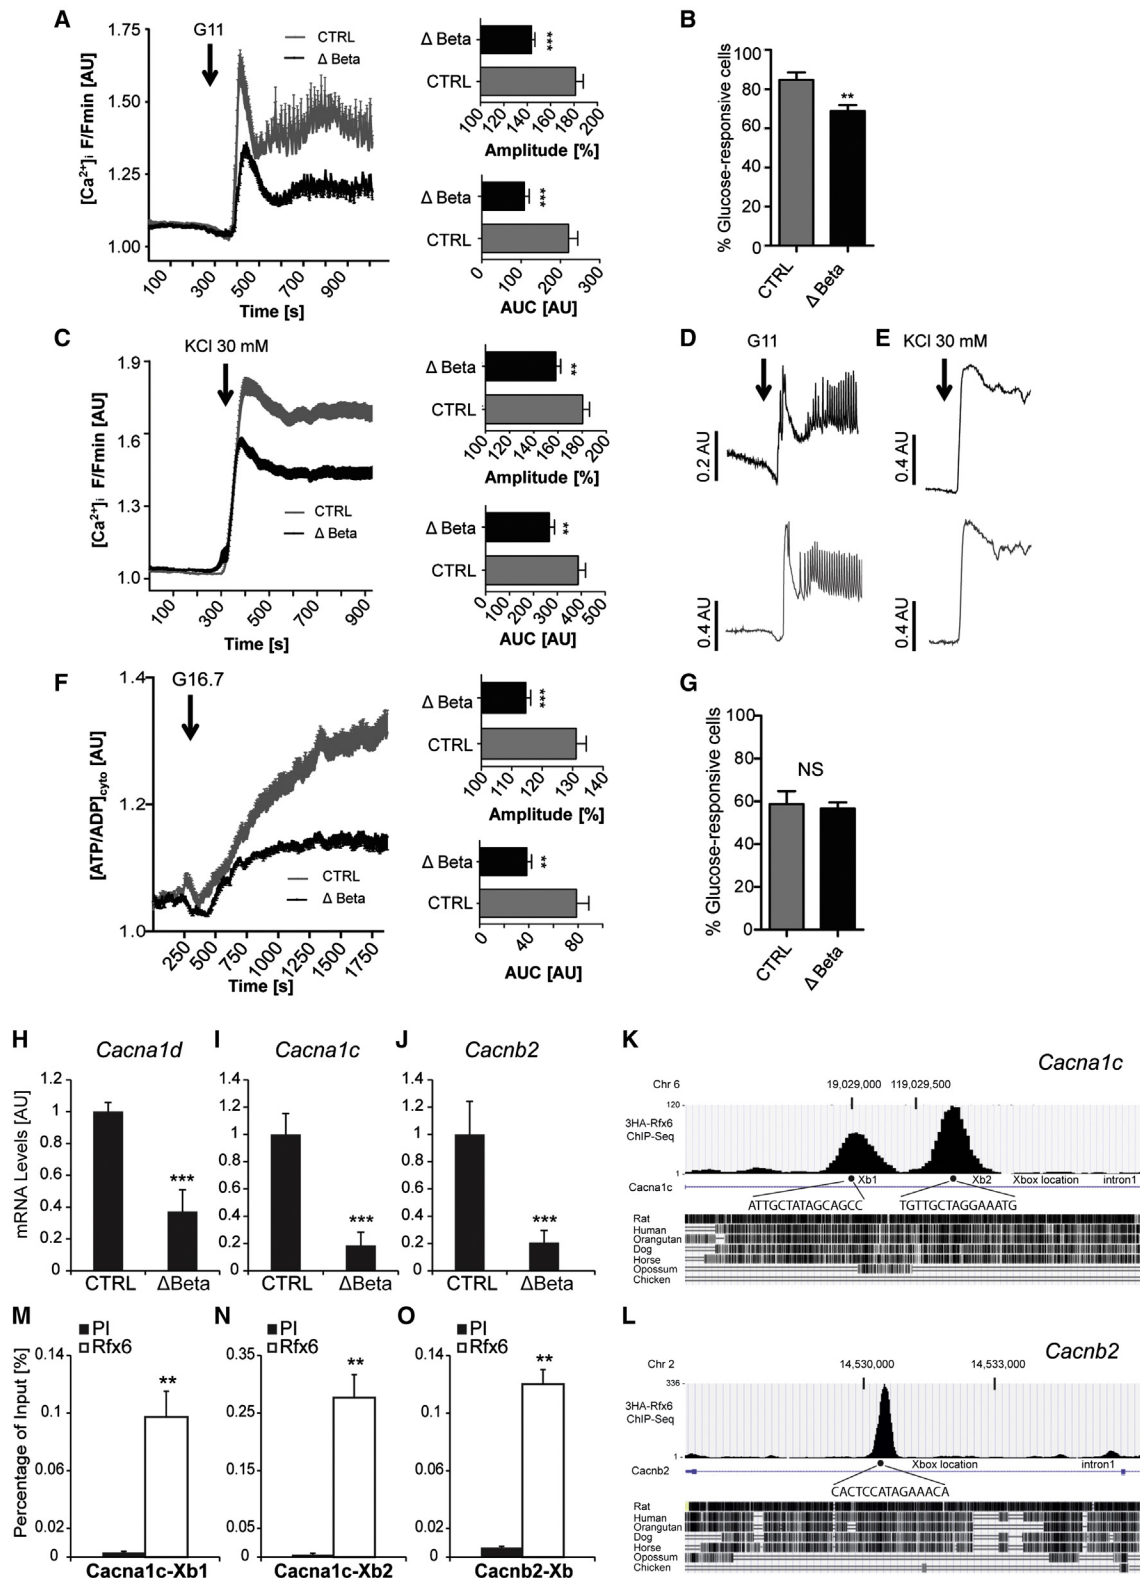 A
1.75
1.50
1.25
1.00
[Ca2+]i F/Fmin [AU]
G11
CTRL
Δ Beta
100
300
500
700
900
Time [s]
Δ Beta
***
CTRL
100
120
140
160
180
200
Amplitude [%]
Δ Beta
***
CTRL
0
100
200
300
AUC [AU]
B
% Glucose-responsive cells
100
80
60
40
20
0
**
CTRL
Δ Beta
C
KCl 30 mM
[Ca2+]i F/Fmin [AU]
1.9
1.6
1.3
1.0
CTRL
Δ Beta
100
300
500
700
900
Time [s]
Δ Beta
**
CTRL
100
120
140
160
180
200
Amplitude [%]
Δ Beta
**
CTRL
0
100
200
300
400
500
AUC [AU]
D
G11
0.2 AU
0.4 AU
E
KCl 30 mM
0.4 AU
0.4 AU
F
G16.7
[ATP/ADP]cyto [AU]
1.4
1.2
1.0
CTRL
Δ Beta
250
500
750
1000
1250
1500
1750
Time [s]
Δ Beta
***
CTRL
100
110
120
130
140
Amplitude [%]
Δ Beta
**
CTRL
0
40
80
AUC [AU]
G
% Glucose-responsive cells
100
80
60
40
20
0
NS
CTRL
Δ Beta
H
Cacna1d
mRNA Levels [AU]
1.2
1
0.8
0.6
0.4
0.2
0
***
CTRL ΔBeta
I
Cacna1c
1.4
1.2
1
0.8
0.6
0.4
0.2
0
***
CTRL ΔBeta
J
Cacnb2
1.4
1.2
1
0.8
0.6
0.4
0.2
0
***
CTRL ΔBeta
K
Cacna1c
Chr 6
19,029,000 119,029,500
120
3HA-Rfx6
ChIP-Seq
1
Xb1 Xb2 Xbox location intron1
Cacna1c
ATTGCTATAGCAGCC TGTTGCTAGGAAATG
Rat
Human
Orangutan
Dog
Horse
Opossum
Chicken
L
Cacnb2
Chr 2
14,530,000 14,533,000
336
3HA-Rfx6
ChIP-Seq
1
Xbox location intron1
Cacnb2
CACTCCATAGAAACA
Rat
Human
Orangutan
Dog
Horse
Opossum
Chicken
M
PI
Rfx6
Percentage of Input [%]
0.14
0.1
0.06
0.02
0
**
Cacna1c-Xb1
N
PI
Rfx6
0.35
0.25
0.15
0.05
0
**
Cacna1c-Xb2
O
PI
Rfx6
0.14
0.1
0.06
0.02
0
**
Cacnb2-Xb